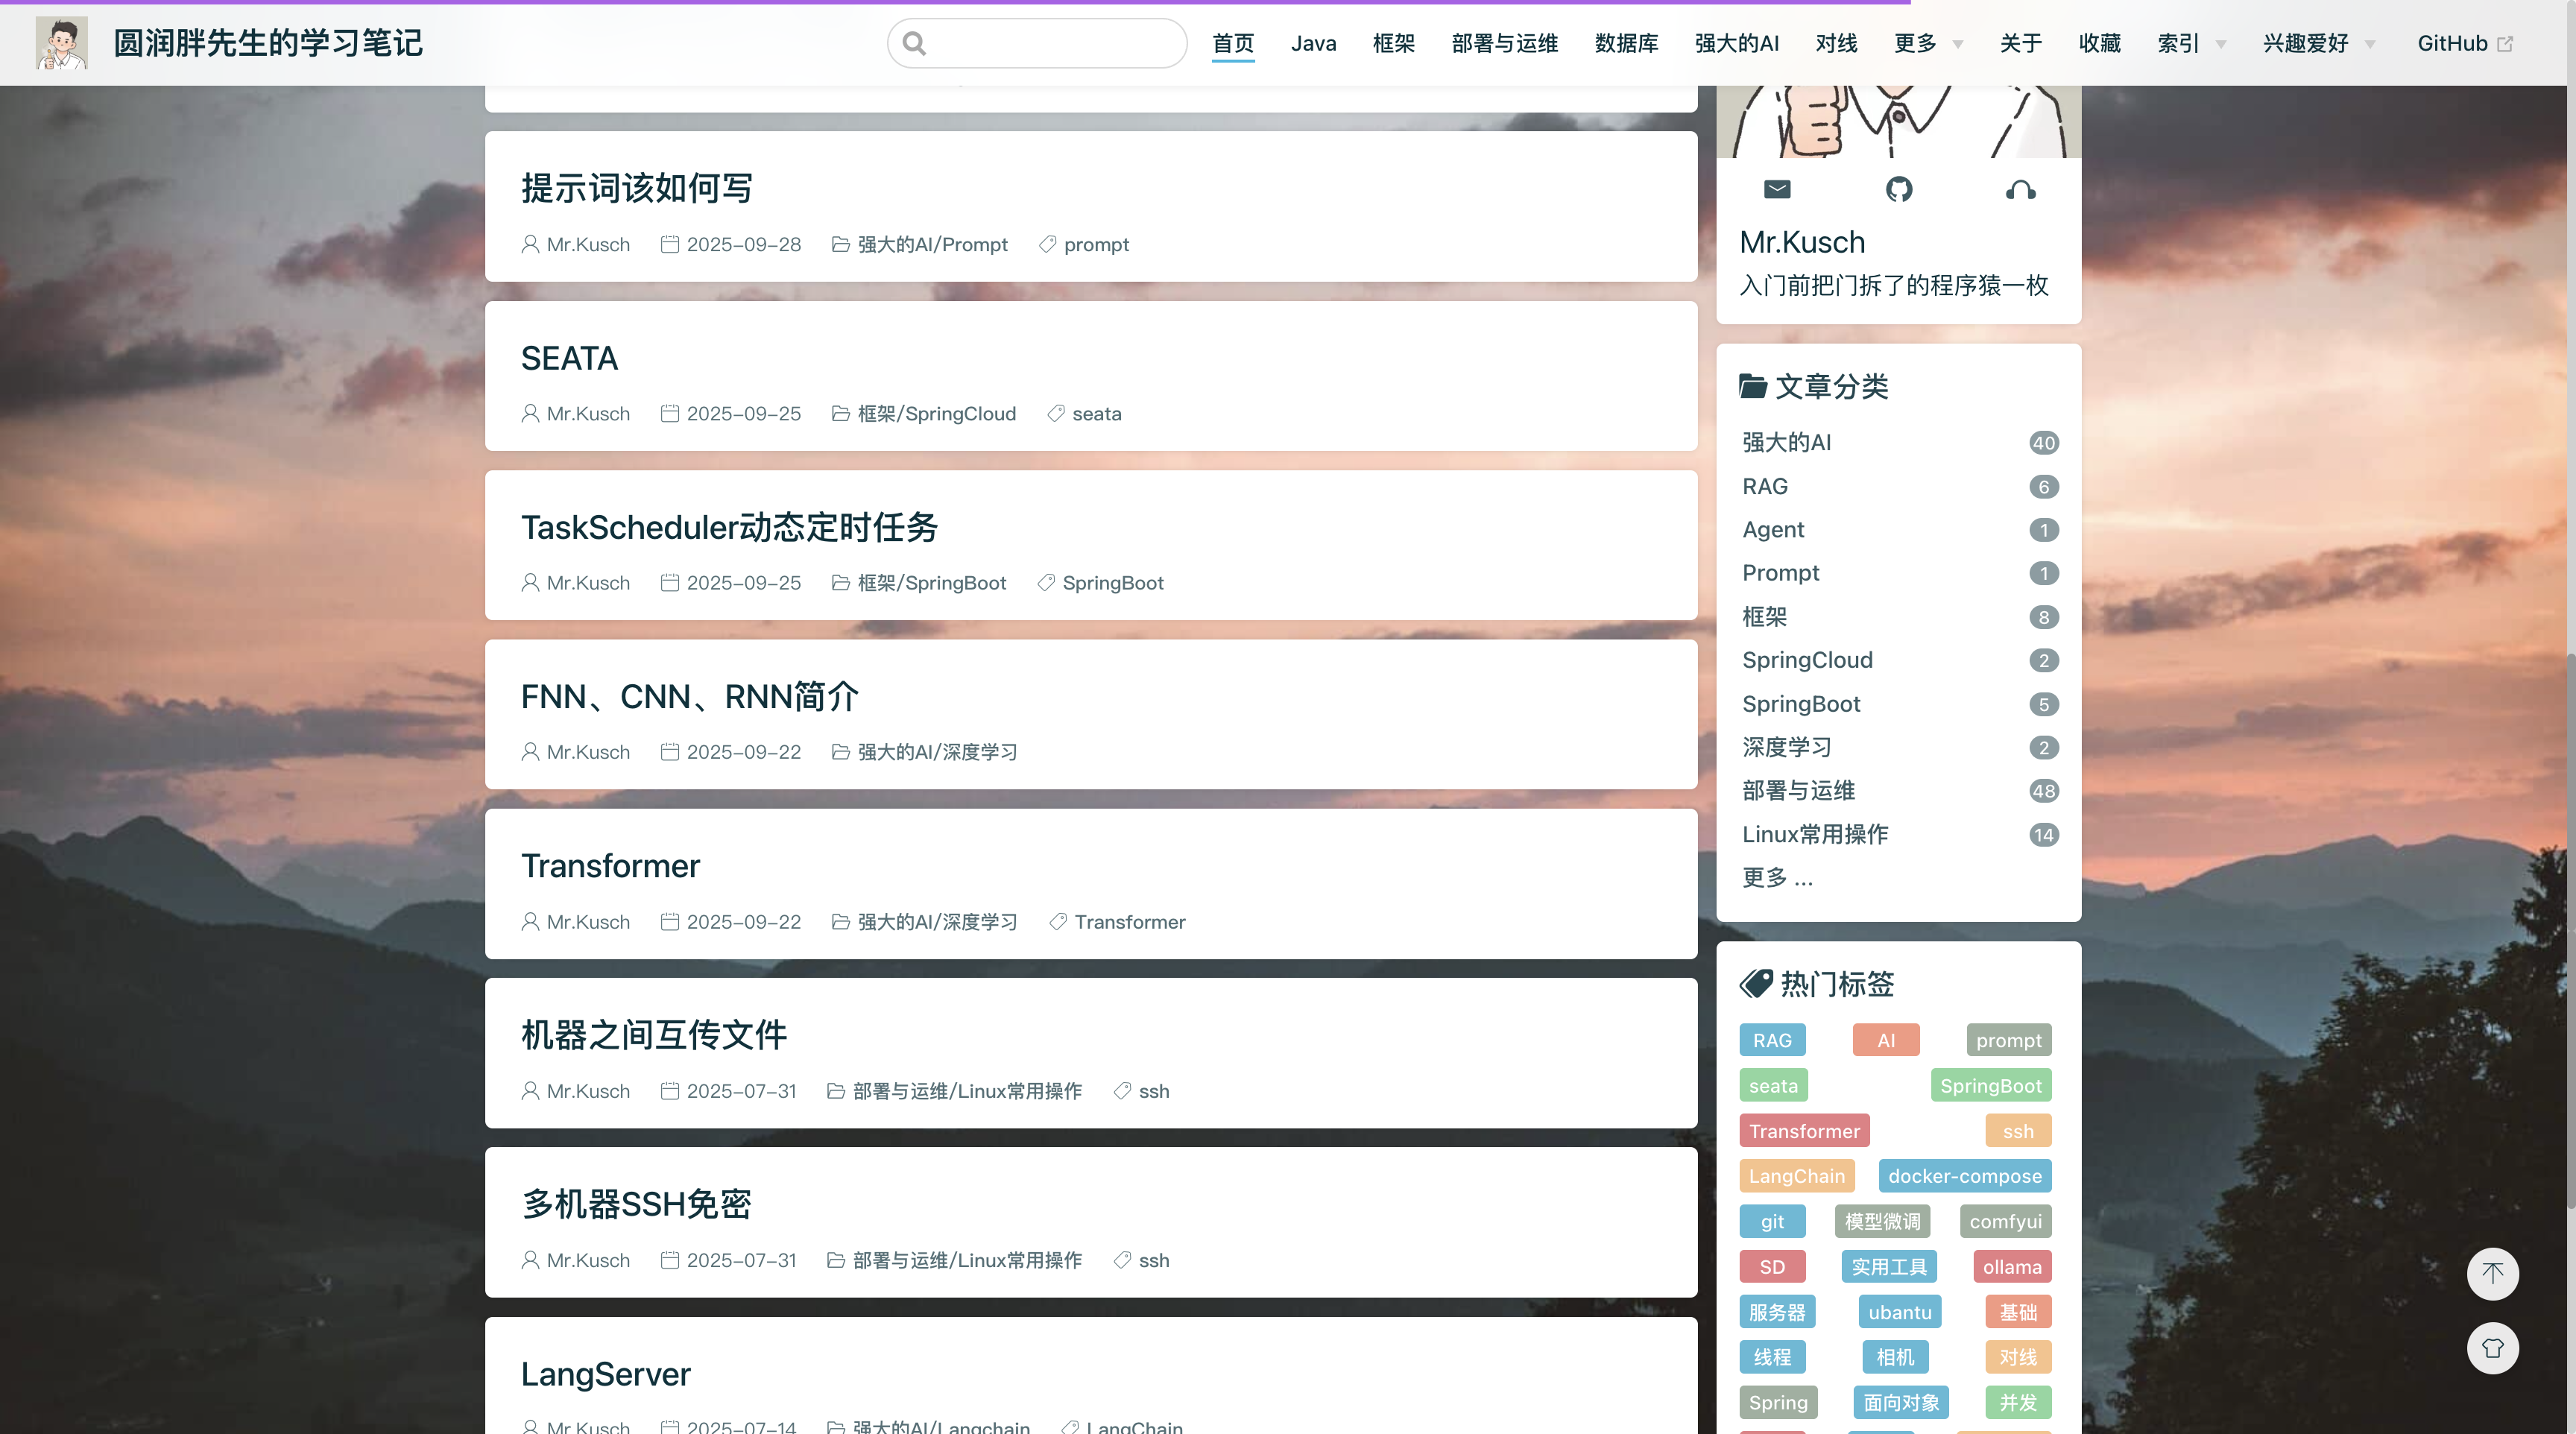 圆润胖先生的学习笔记
首页 Java 框架 部署与运维 数据库 强大的AI 对线 更多 关于 收藏 索引 兴趣爱好 GitHub
提示词该如何写
Mr.Kusch 2025-09-28 强大的AI/Prompt prompt
SEATA
Mr.Kusch 2025-09-25 框架/SpringCloud seata
TaskScheduler动态定时任务
Mr.Kusch 2025-09-25 框架/SpringBoot SpringBoot
FNN、CNN、RNN简介
Mr.Kusch 2025-09-22 强大的AI/深度学习
Transformer
Mr.Kusch 2025-09-22 强大的AI/深度学习 Transformer
机器之间互传文件
Mr.Kusch 2025-07-31 部署与运维/Linux常用操作 ssh
多机器SSH免密
Mr.Kusch 2025-07-31 部署与运维/Linux常用操作 ssh
LangServer
Mr.Kusch 2025-07-14 强大的AI/Langchain LangChain
Mr.Kusch
入门前把门拆了的程序猿一枚
文章分类
强大的AI 40
RAG 6
Agent 1
Prompt 1
框架 8
SpringCloud 2
SpringBoot 5
深度学习 2
部署与运维 48
Linux常用操作 14
更多 ...
热门标签
RAG AI prompt
seata SpringBoot
Transformer ssh
LangChain docker-compose
git 模型微调 comfyui
SD 实用工具 ollama
服务器 ubantu 基础
线程 相机 对线
Spring 面向对象 并发